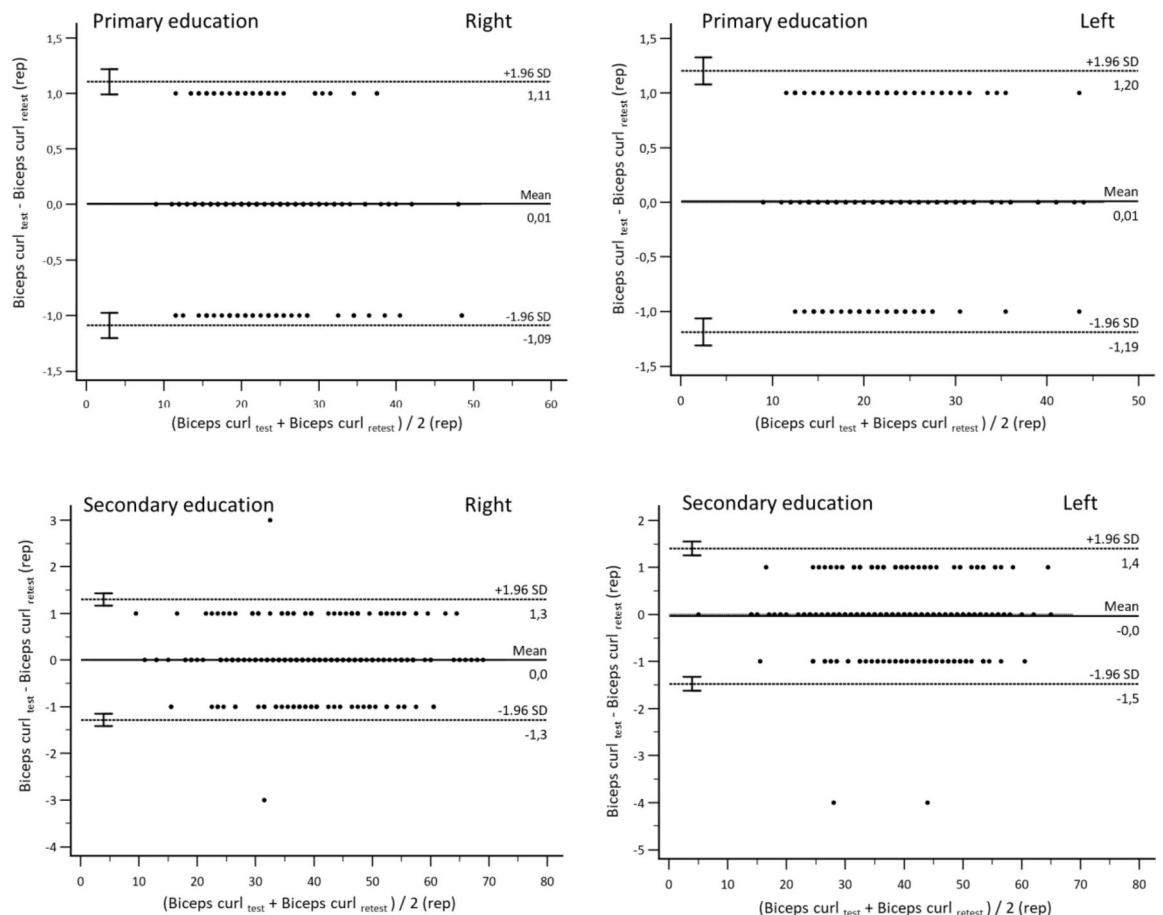 Primary education Right
1,5
1,0
0,5
0,0
-0,5
-1,0
-1,5
+1.96 SD
1,11
Mean
0,01
-1.96 SD
-1,09
0 10 20 30 40 50 60
Biceps curl test - Biceps curl retest (rep)
(Biceps curl test + Biceps curl retest ) / 2 (rep)
Primary education Left
1,5
1,0
0,5
0,0
-0,5
-1,0
-1,5
+1.96 SD
1,20
Mean
0,01
-1.96 SD
-1,19
0 10 20 30 40 50
Biceps curl test - Biceps curl retest (rep)
(Biceps curl test + Biceps curl retest ) / 2 (rep)
Secondary education Right
3
2
1
0
-1
-2
-3
-4
+1.96 SD
1,3
Mean
0,0
-1.96 SD
-1,3
0 10 20 30 40 50 60 70 80
Biceps curl test - Biceps curl retest (rep)
(Biceps curl test + Biceps curl retest ) / 2 (rep)
Secondary education Left
2
1
0
-1
-2
-3
-4
-5
+1.96 SD
1,4
Mean
-0,0
-1.96 SD
-1,5
0 10 20 30 40 50 60 70 80
Biceps curl test - Biceps curl retest (rep)
(Biceps curl test + Biceps curl retest ) / 2 (rep)